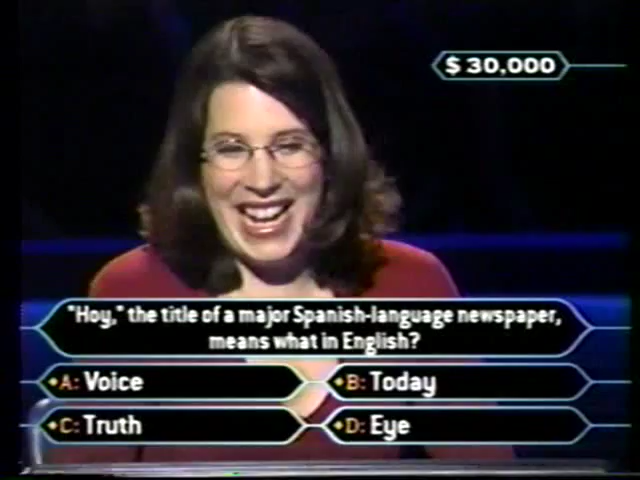 $ 30,000
"Hoy," the title of a major Spanish-language newspaper,
means what in English?
A: Voice
B: Today
C: Truth
D: Eye